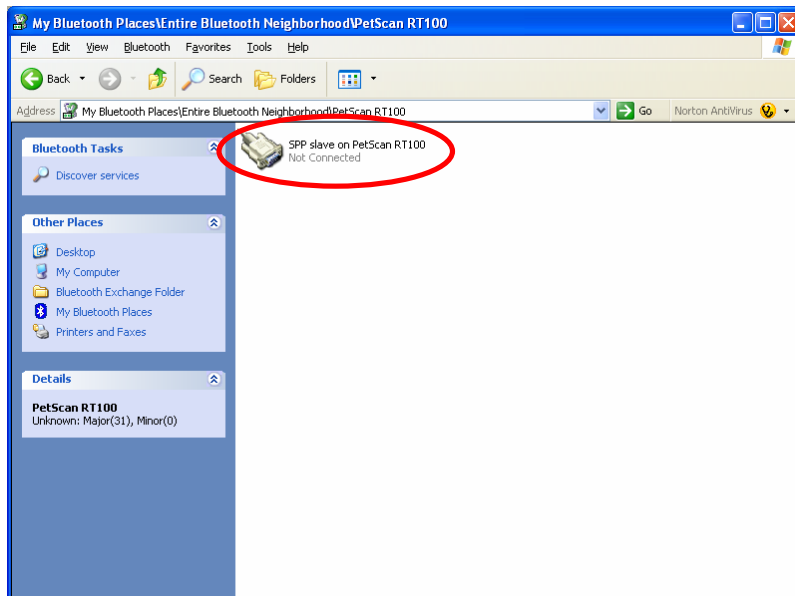 My Bluetooth Places\Entire Bluetooth Neighborhood\PetScan RT100
File Edit View Bluetooth Favorites Tools Help
Back Search Folders
Address My Bluetooth Places\Entire Bluetooth Neighborhood\PetScan RT100 Go Norton AntiVirus
Bluetooth Tasks
Discover services
Other Places
Desktop
My Computer
Bluetooth Exchange Folder
My Bluetooth Places
Printers and Faxes
Details
PetScan RT100
Unknown: Major(31), Minor(0)
SPP slave on PetScan RT100
Not Connected